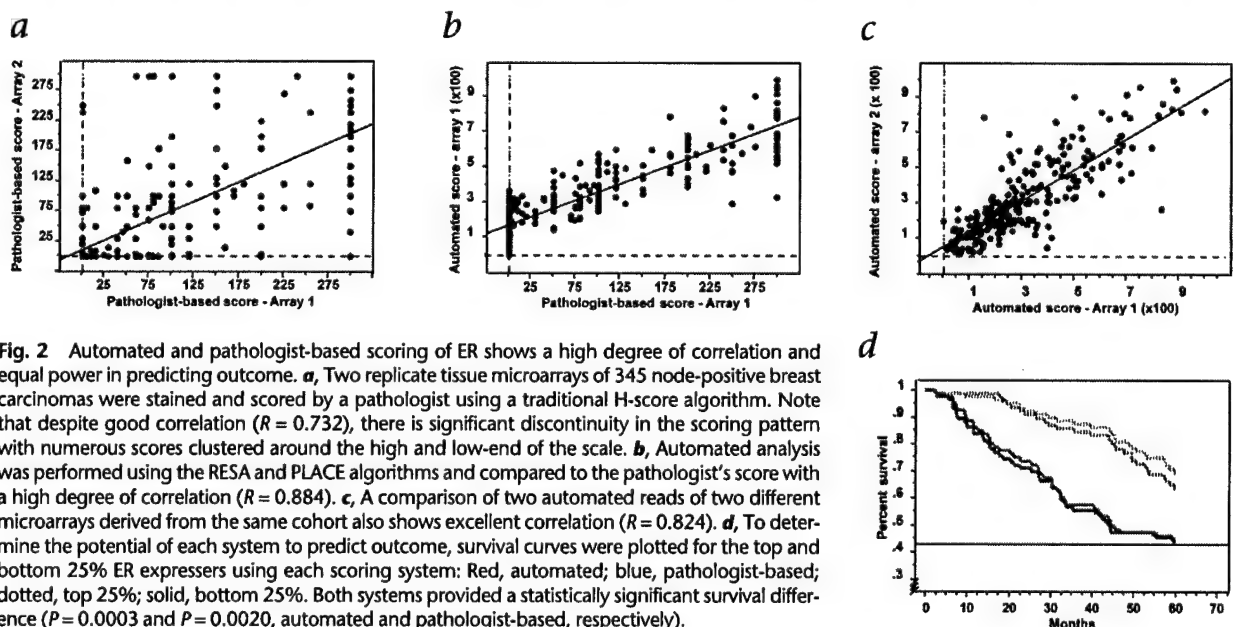 a
b
c
Pathologist-based score - Array 2
275
225
175
125
75
25
25 75 125 175 225 275
Pathologist-based score - Array 1
Automated score - array 1 (x100)
9
7
5
3
1
25 75 125 175 225 275
Pathologist-based score - Array 1
Automated score - array 2 (x 100)
9
7
5
3
1
1 3 5 7 9
Automated score - Array 1 (x100)
Fig. 2 Automated and pathologist-based scoring of ER shows a high degree of correlation and
equal power in predicting outcome. a, Two replicate tissue microarrays of 345 node-positive breast
carcinomas were stained and scored by a pathologist using a traditional H-score algorithm. Note
that despite good correlation (R = 0.732), there is significant discontinuity in the scoring pattern
with numerous scores clustered around the high and low-end of the scale. b, Automated analysis
was performed using the RESA and PLACE algorithms and compared to the pathologist's score with
a high degree of correlation (R = 0.884). c, A comparison of two automated reads of two different
microarrays derived from the same cohort also shows excellent correlation (R = 0.824). d, To deter-
mine the potential of each system to predict outcome, survival curves were plotted for the top and
bottom 25% ER expressers using each scoring system: Red, automated; blue, pathologist-based;
dotted, top 25%; solid, bottom 25%. Both systems provided a statistically significant survival differ-
ence (P = 0.0003 and P = 0.0020, automated and pathologist-based, respectively).
d
Percent survival
1
.9
.8
.7
.6
.5
.4
.3
0 10 20 30 40 50 60 70
Months